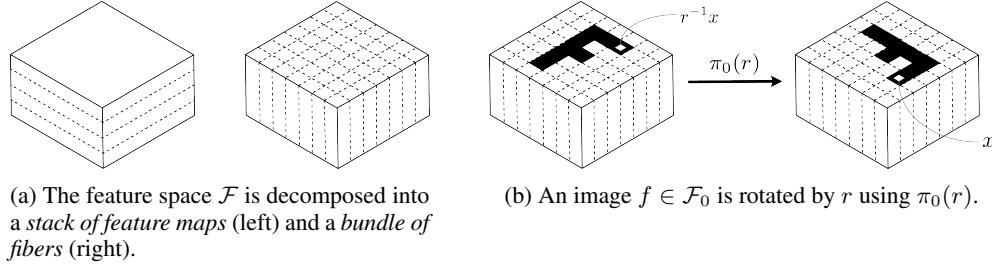 r⁻¹x
π₀(r)
x
(a) The feature space ℱ is decomposed into
a stack of feature maps (left) and a bundle of
fibers (right).
(b) An image f ∈ ℱ₀ is rotated by r using π₀(r).